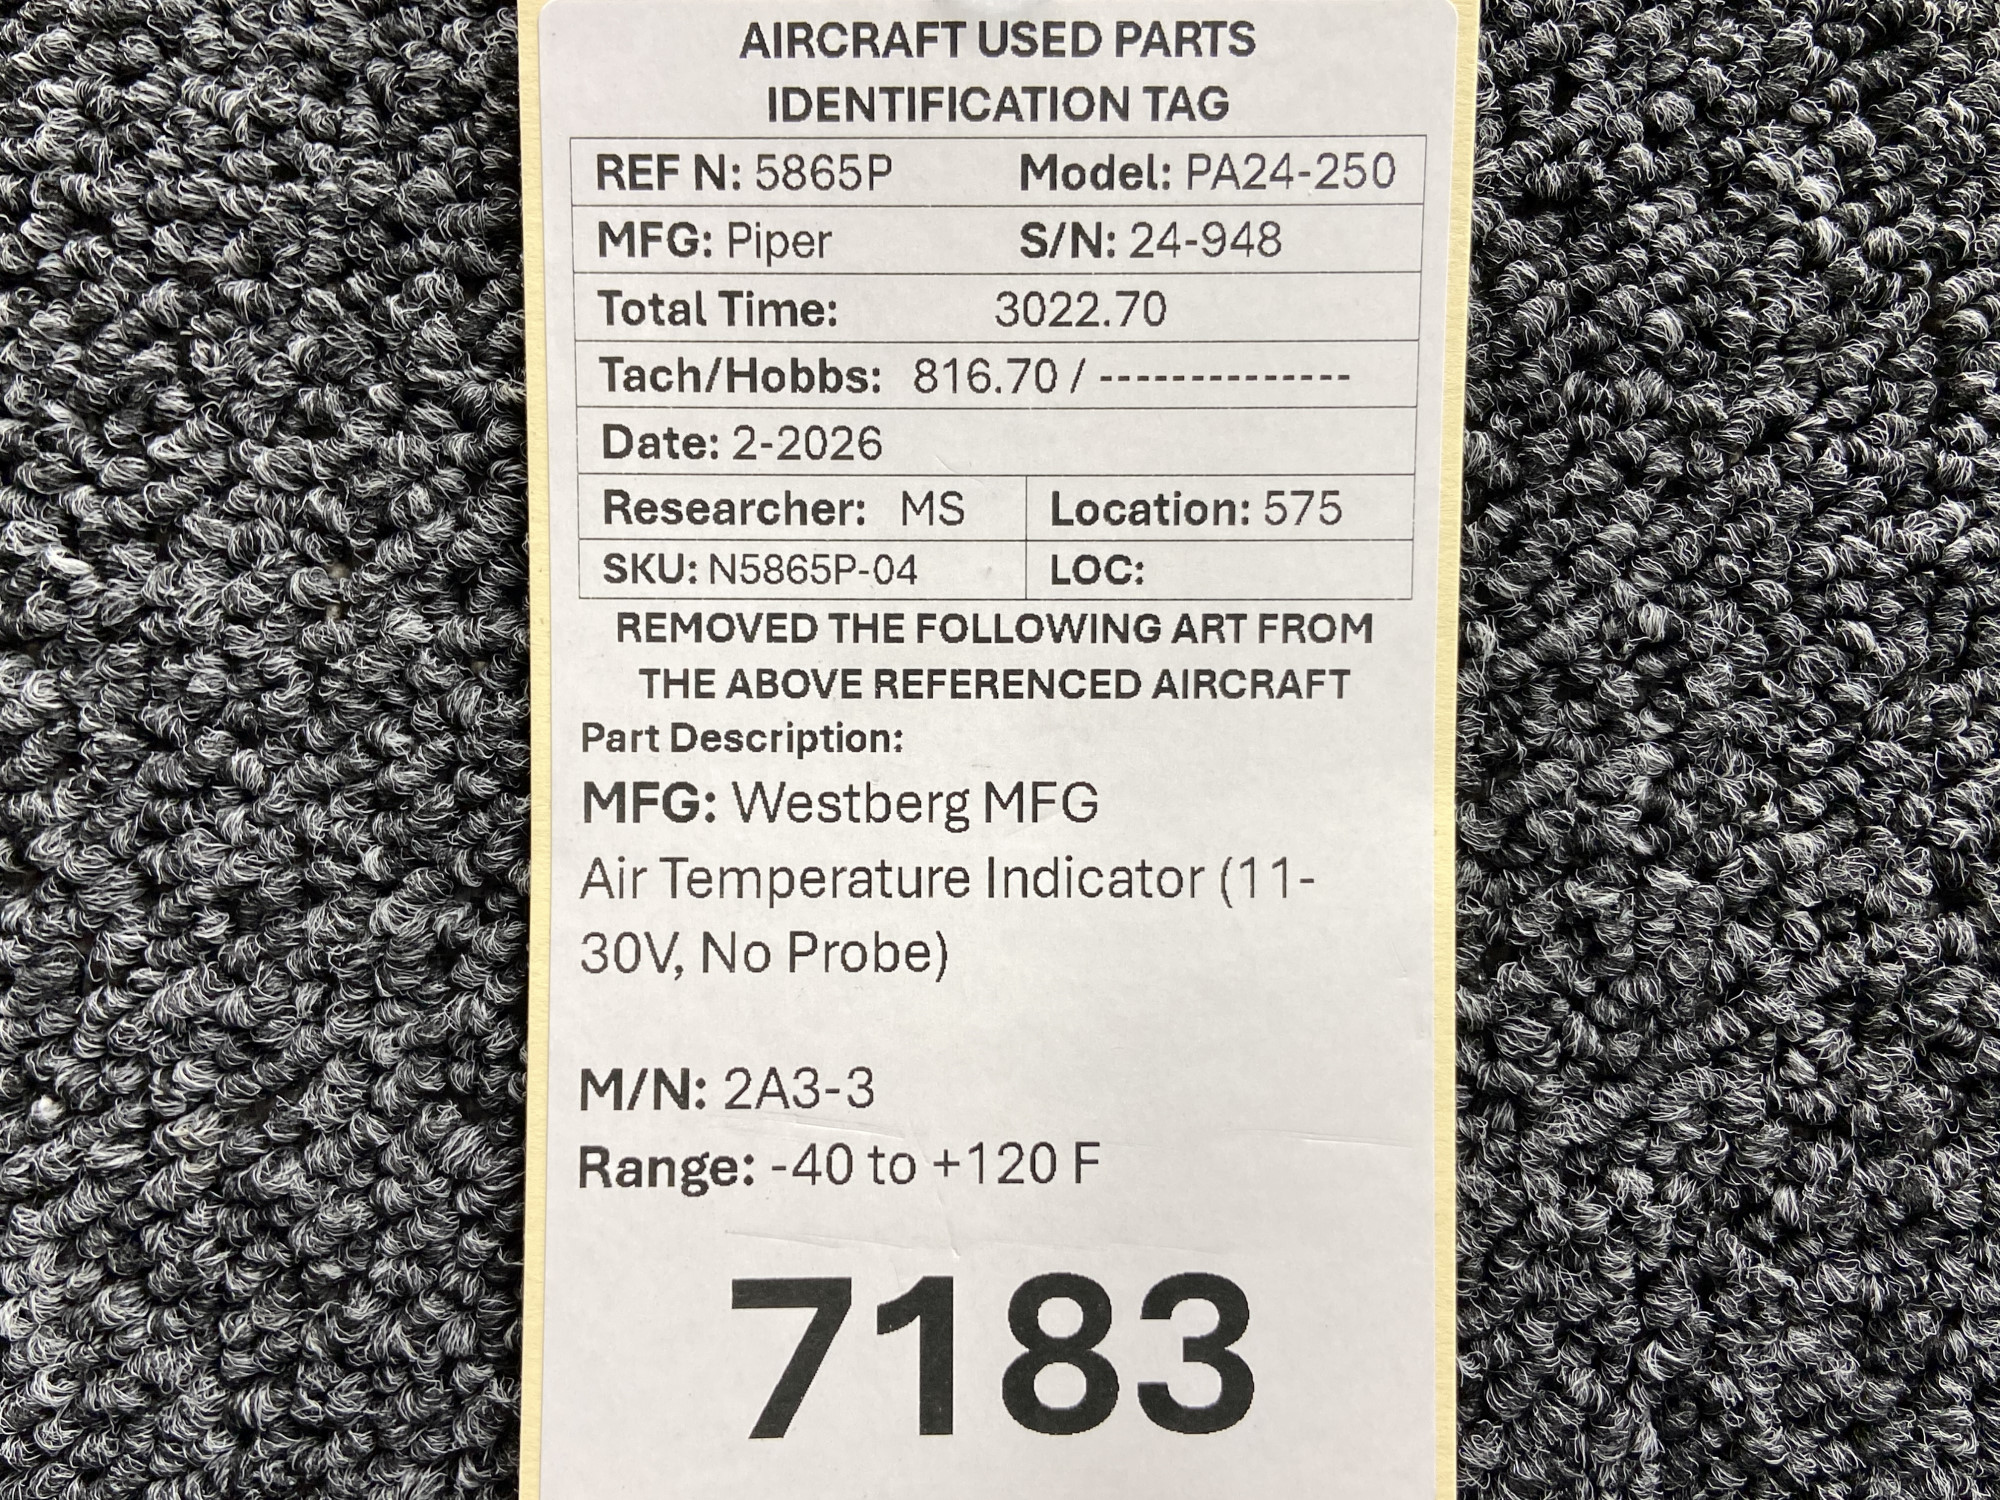 AIRCRAFT USED PARTS
IDENTIFICATION TAG
REF N: 5865P Model: PA24-250
MFG: Piper S/N: 24-948
Total Time: 3022.70
Tach/Hobbs: 816.70 / --------------
Date: 2-2026
Researcher: MS Location: 575
SKU: N5865P-04 LOC:
REMOVED THE FOLLOWING ART FROM
THE ABOVE REFERENCED AIRCRAFT
Part Description:
MFG: Westberg MFG
Air Temperature Indicator (11-
30V, No Probe)
M/N: 2A3-3
Range: -40 to +120 F
7183